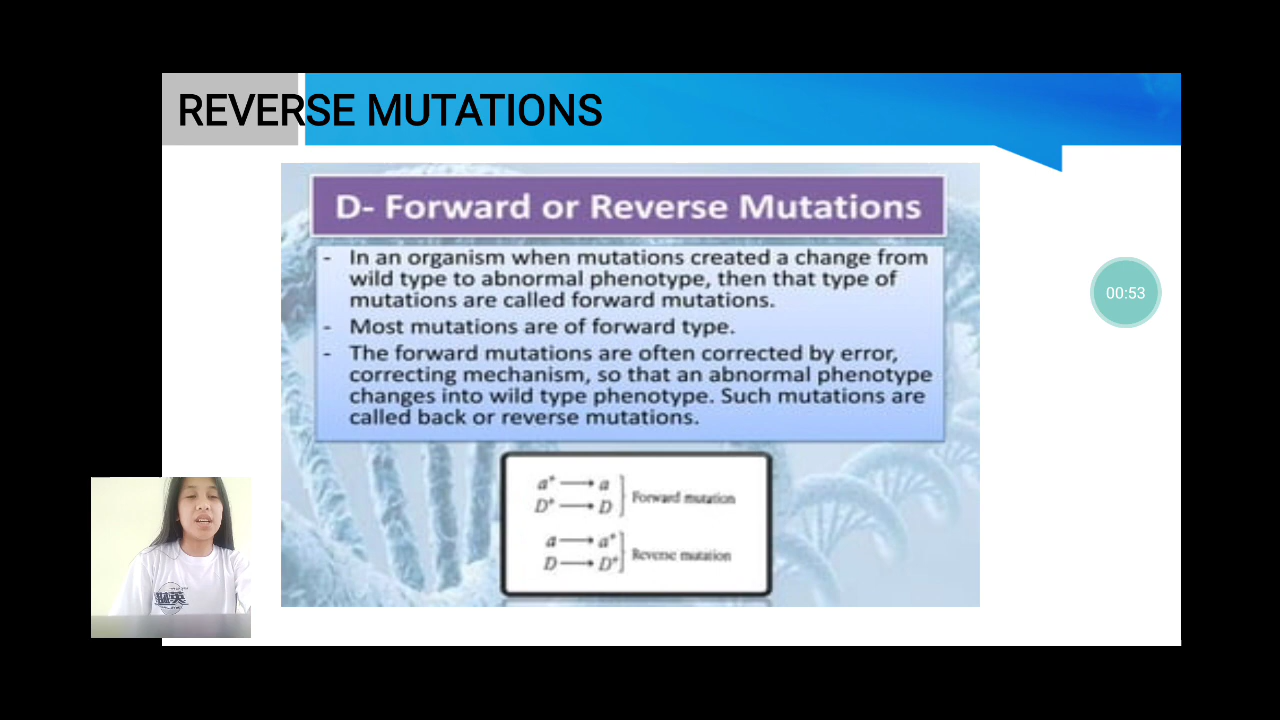 REVERSE MUTATIONS
D- Forward or Reverse Mutations
- In an organism when mutations created a change from
wild type to abnormal phenotype, then that type of
mutations are called forward mutations.
- Most mutations are of forward type.
- The forward mutations are often corrected by error,
correcting mechanism, so that an abnormal phenotype
changes into wild type phenotype. Such mutations are
called back or reverse mutations.
00:53
a⁺ → a
Forward mutation
D⁺ → D
a → a⁺
Reverse mutation
D → D⁺